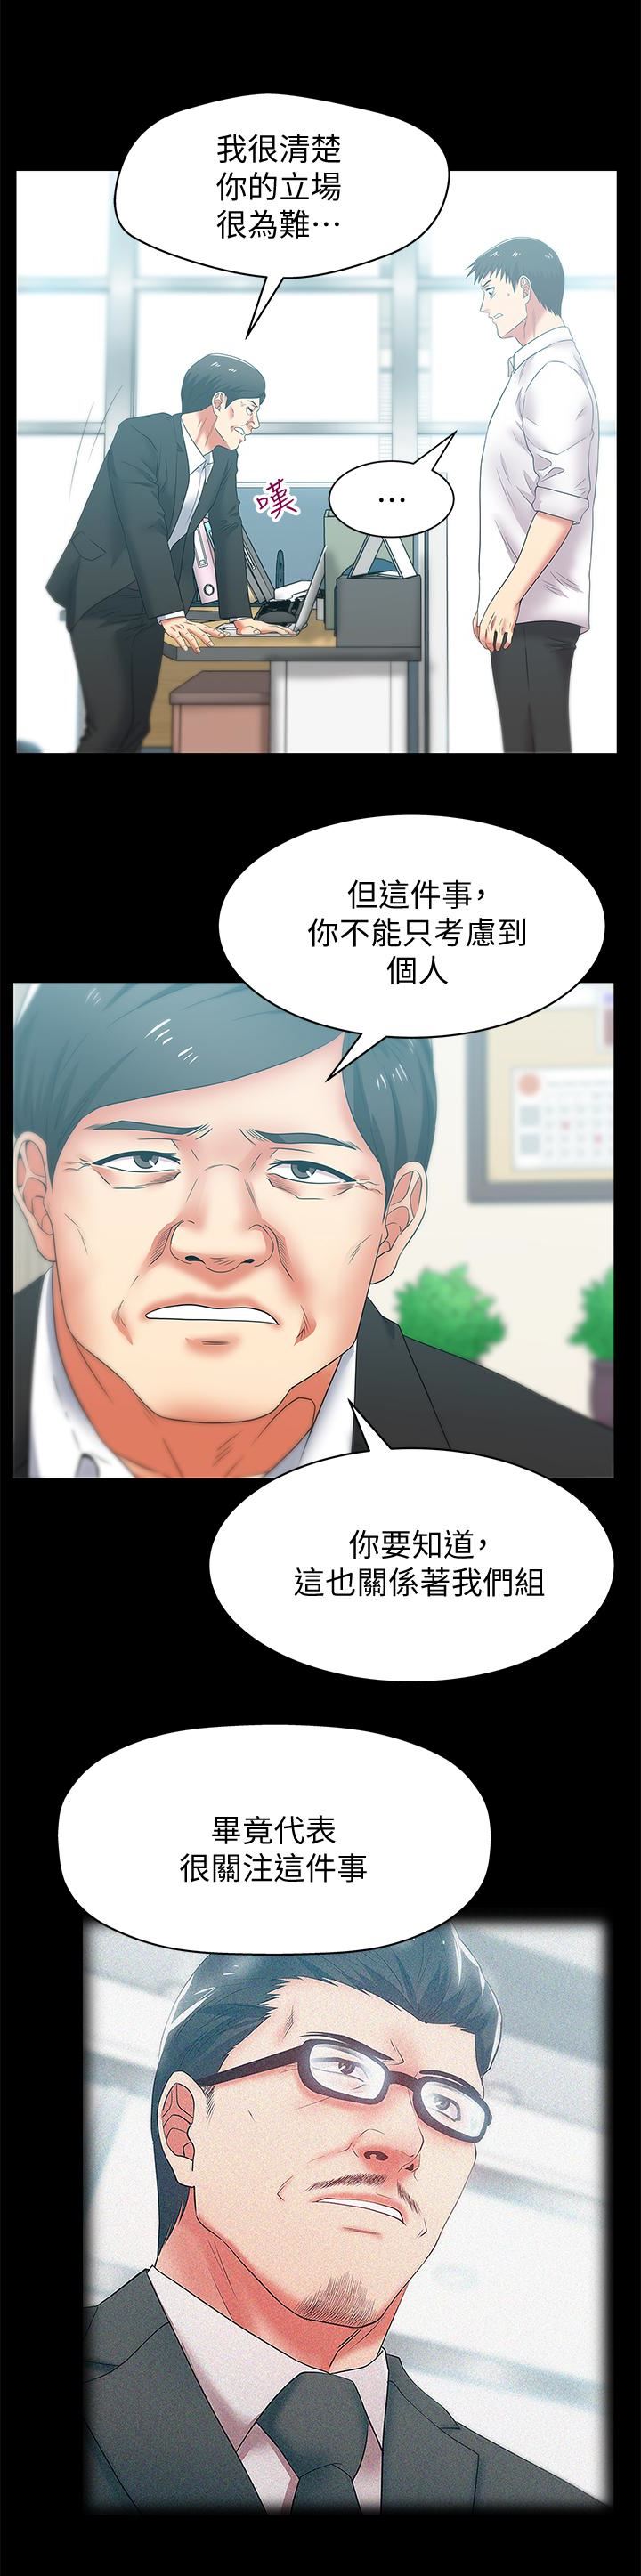 我很清楚
你的立場
很為難…
嘆
…
但這件事，
你不能只考慮到
個人
你要知道，
這也關係著我們組
畢竟代表
很關注這件事